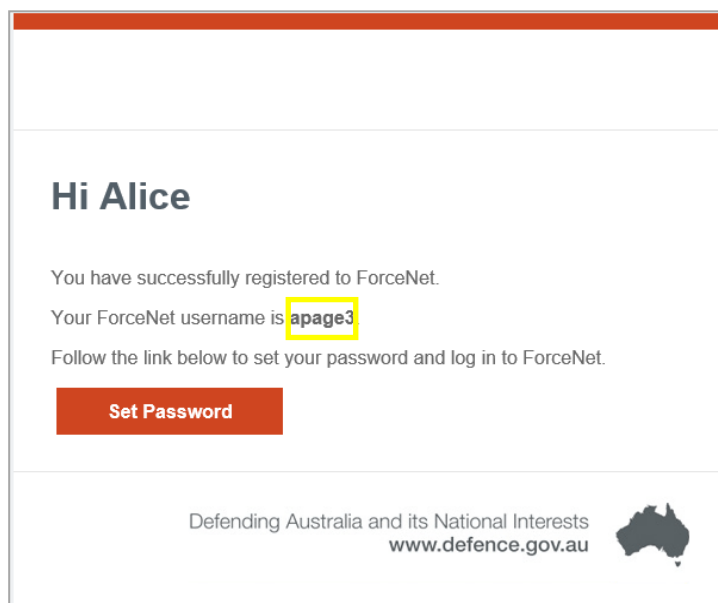 Hi Alice
You have successfully registered to ForceNet.
Your ForceNet username is apage3.
Follow the link below to set your password and log in to ForceNet.
Set Password
Defending Australia and its National Interests
www.defence.gov.au